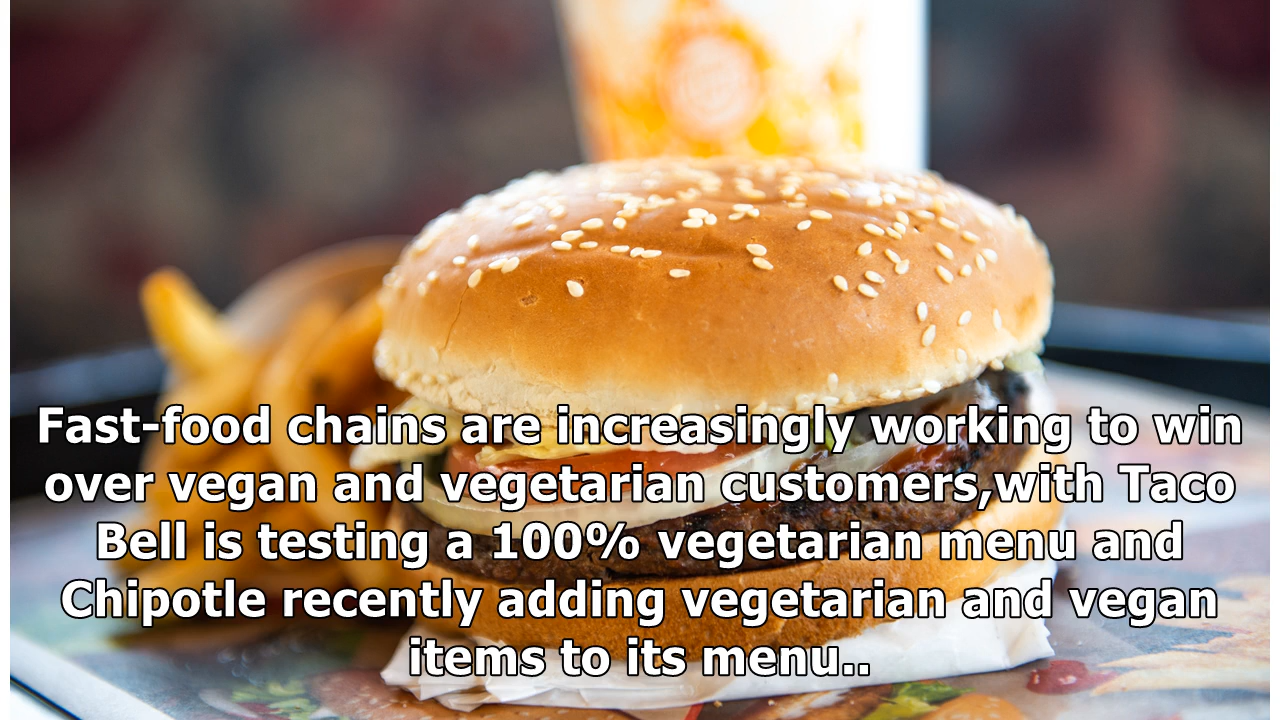 Fast-food chains are increasingly working to win
over vegan and vegetarian customers,with Taco
Bell is testing a 100% vegetarian menu and
Chipotle recently adding vegetarian and vegan
items to its menu..